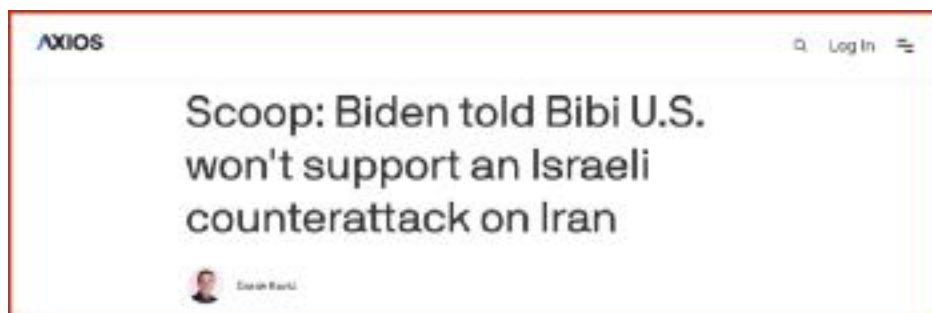 AXIOS
Log In
Scoop: Biden told Bibi U.S.
won't support an Israeli
counterattack on Iran